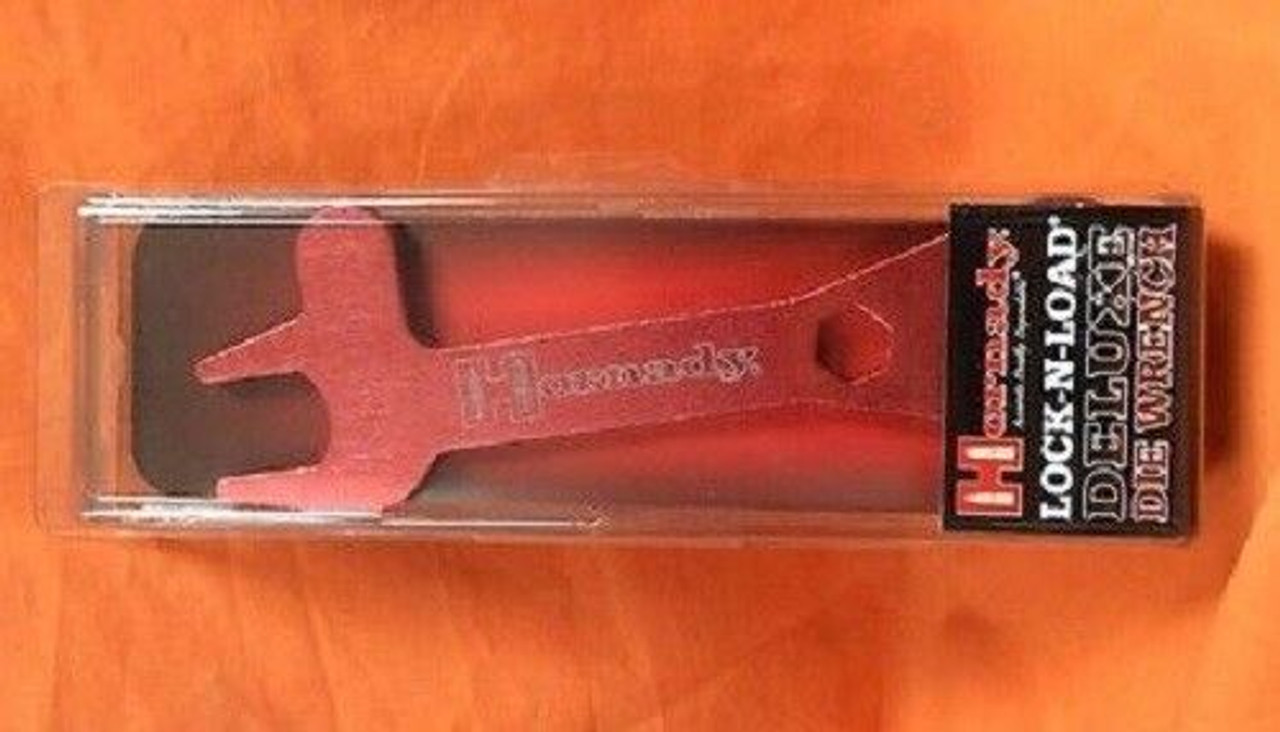 Hornady
Hornady
LOCK-N-LOAD®
DELUXE
DIE WRENCH